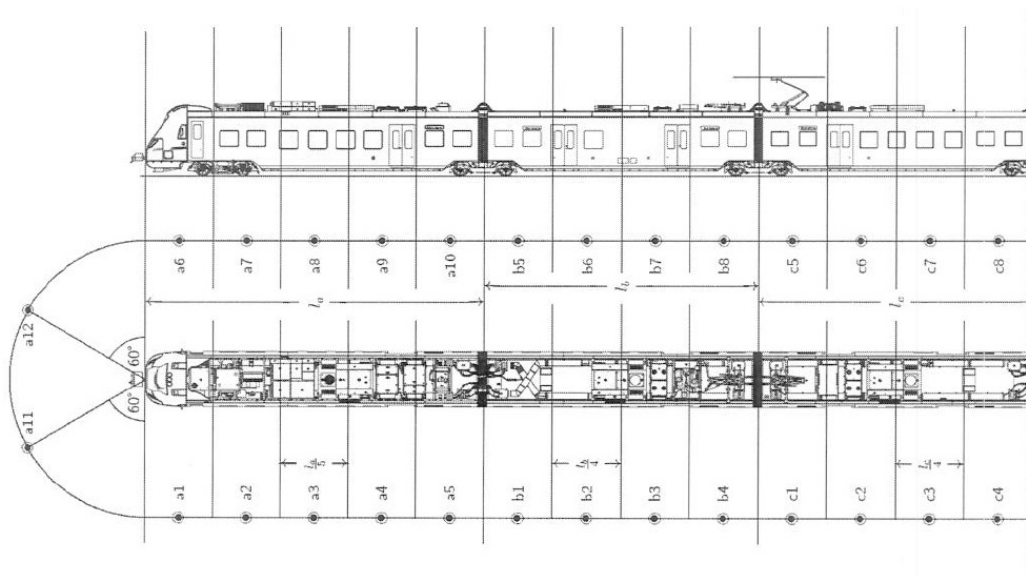 a6 a7 a8 a9 a10 b5 b6 b7 b8 c5 c6 c7 c8
l_a l_b l_c
a12
60°
60°
a11
l_a/5 l_b/4 l_c/4
a1 a2 a3 a4 a5 b1 b2 b3 b4 c1 c2 c3 c4